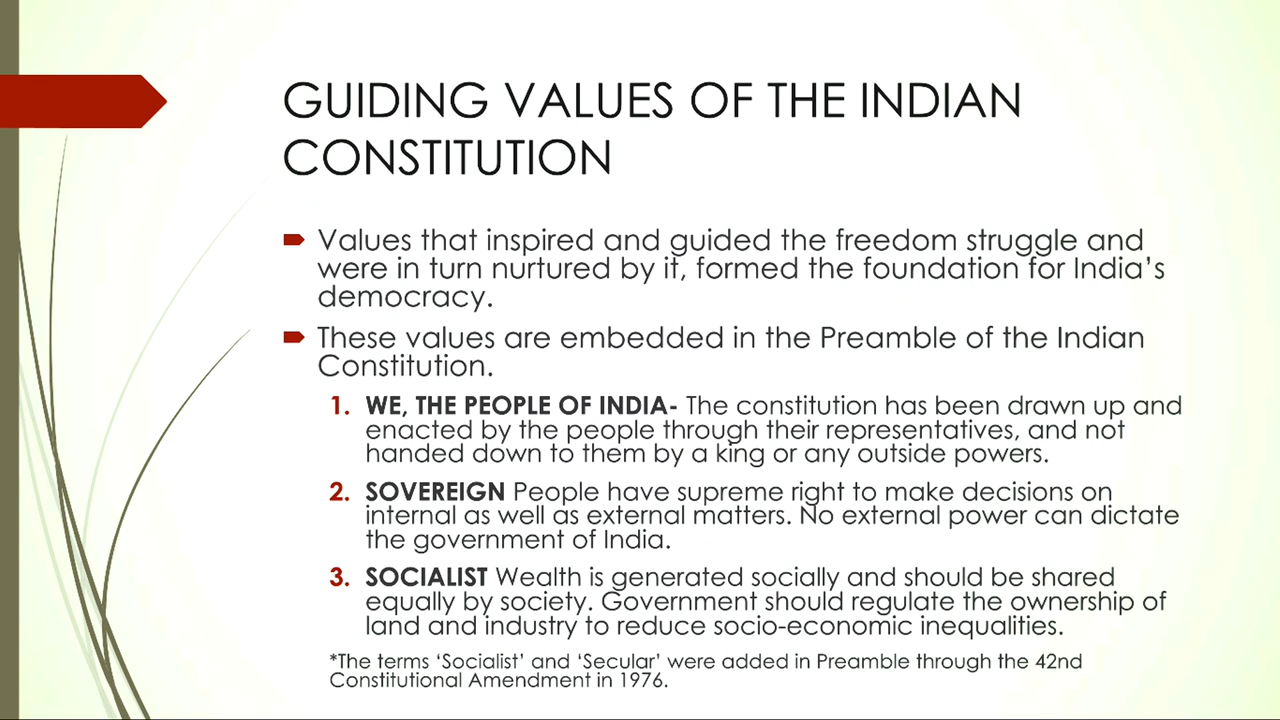 GUIDING VALUES OF THE INDIAN
CONSTITUTION
Values that inspired and guided the freedom struggle and
were in turn nurtured by it, formed the foundation for India's
democracy.
These values are embedded in the Preamble of the Indian
Constitution.
1. WE, THE PEOPLE OF INDIA- The constitution has been drawn up and
enacted by the people through their representatives, and not
handed down to them by a king or any outside powers.
2. SOVEREIGN People have supreme right to make decisions on
internal as well as external matters. No external power can dictate
the government of India.
3. SOCIALIST Wealth is generated socially and should be shared
equally by society. Government should regulate the ownership of
land and industry to reduce socio-economic inequalities.
*The terms ‘Socialist’ and ‘Secular’ were added in Preamble through the 42nd
Constitutional Amendment in 1976.